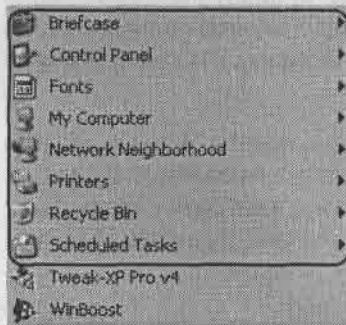 Briefcase
Control Panel
Fonts
My Computer
Network Neighborhood
Printers
Recycle Bin
Scheduled Tasks
Tweak-XP Pro v4
WinBoost